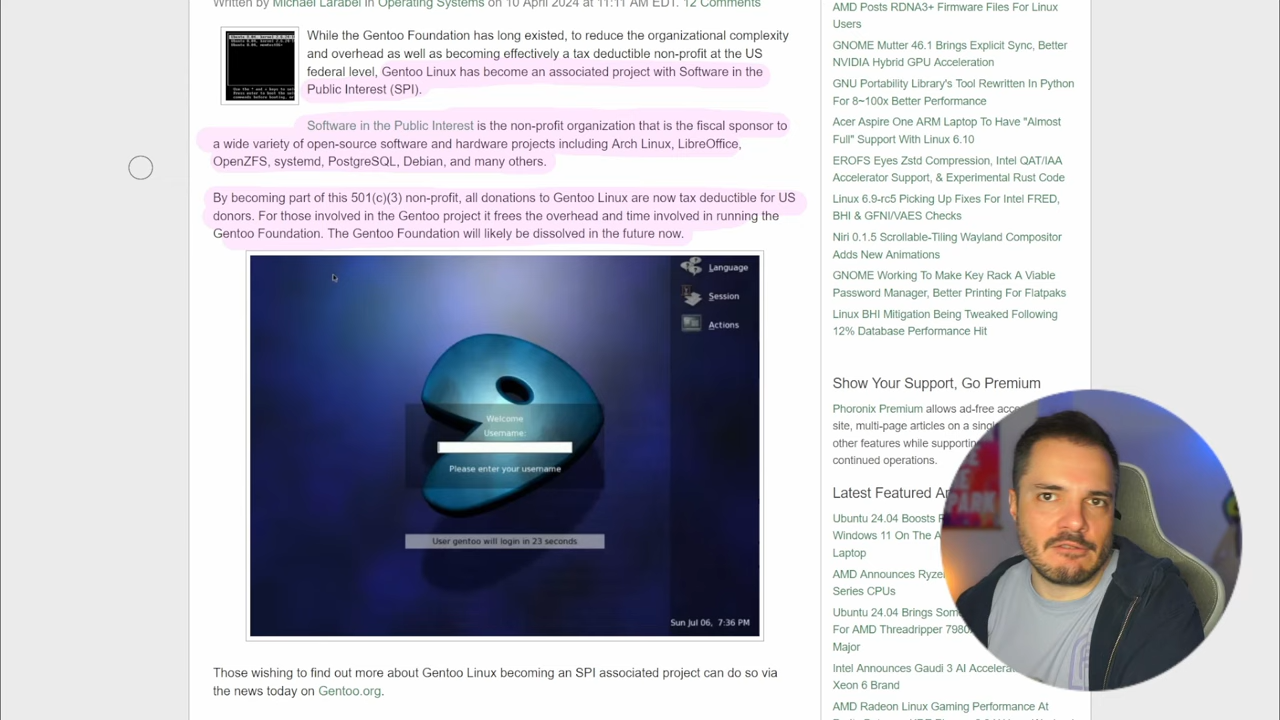 Written by Michael Larabel in Operating Systems on 10 April 2024 at 11:11 AM EDT. 12 Comments
While the Gentoo Foundation has existed, to lower their operational complexity
and overhead as well as becoming effectively a tax deductible non-profit at the US
federal level, Gentoo Linux has become an associated project with Software in the
Public Interest (SPI).
Software in the Public Interest is the non-profit organization that is the fiscal sponsor to
a wide variety of open-source software and hardware projects including Arch Linux, LibreOffice,
OpenZFS, systemd, PostgreSQL, Debian, and many others.
By becoming part of the 501(c)(3) non-profit, all donations to Gentoo Linux are now tax deductible for US
donors. For those involved in the Gentoo project it frees the overhead and time involved in running the
Gentoo Foundation. The Gentoo Foundation will likely be dissolved in the future now.
Language
Session
Actions
Welcome
Username:
Please enter your username
User gentoo will login in 23 seconds
Sun Jul 06, 7:36 PM
Those wishing to find out more about Gentoo Linux becoming an SPI associated project can do so via
the news today on Gentoo.org.
AMD Posts RDNA3+ Firmware Files For Linux
Users
GNOME Mutter 46.1 Brings Explicit Sync, Better
NVIDIA Hybrid GPU Acceleration
GNU Portability Library's Tool Rewritten In Python
For 8~100x Better Performance
Acer Aspire One ARM Laptop To Have "Almost
Full" Support With Linux 6.10
EROFS Eyes Zstd Compression, Intel QAT/IAA
Accelerator Support, & Experimental Rust Code
Linux 6.9-rc5 Picking Up Fixes For Intel FRED,
BHI & GFNI/VAES Checks
Niri 0.1.5 Scrollable-Tiling Wayland Compositor
Adds New Animations
GNOME Working To Make Key Rack A Viable
Password Manager, Better Printing For Flatpaks
Linux BHI Mitigation Being Tweaked Following
12% Database Performance Hit
Show Your Support, Go Premium
Phoronix Premium allows ad-free
site, multi-page articles on a
other features while
continued operations.
Latest Featured
Ubuntu 24.04 Boosts
Windows 11 On The
Laptop
AMD Announces
Series CPUs
Ubuntu 24.04 Brings
For AMD Threadripper
Major
Intel Announces Gaudi 3 AI
Xeon 6 Brand
AMD Radeon Linux Gaming Performance At